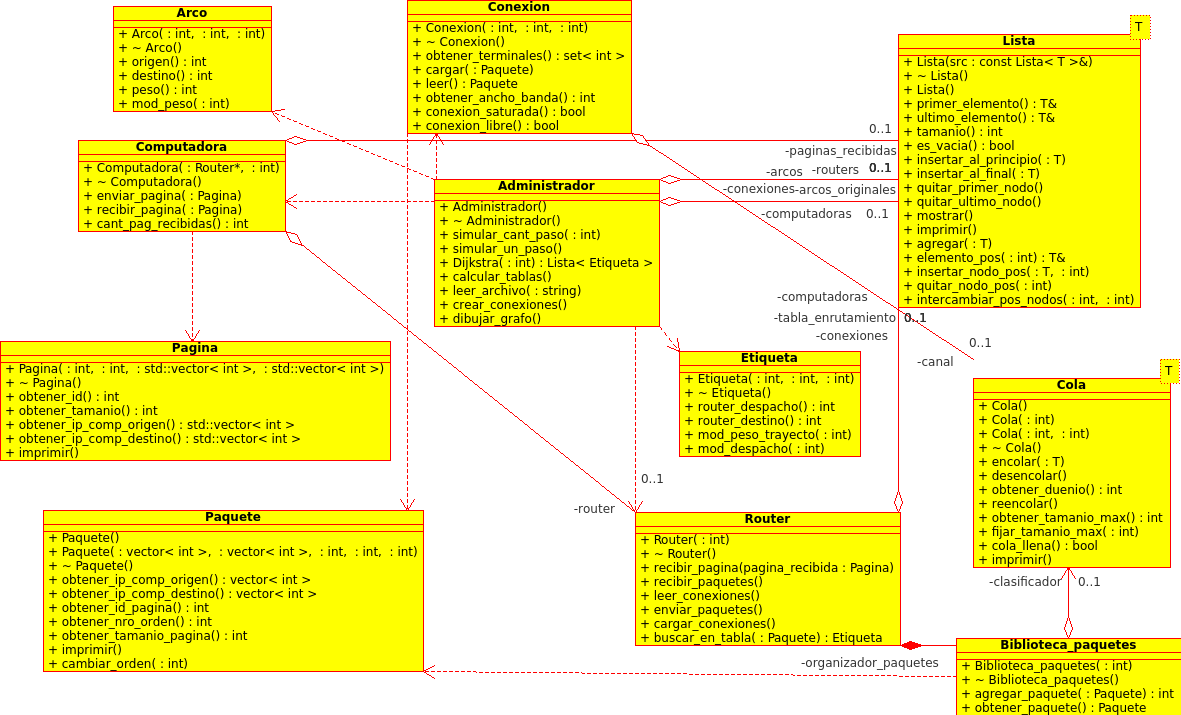 Arco
+ Arco( : int,  : int,  : int)
+ ~ Arco()
+ origen() : int
+ destino() : int
+ peso() : int
+ mod_peso( : int)
Conexion
+ Conexion( : int,  : int,  : int)
+ ~ Conexion()
+ obtener_terminales() : set< int >
+ cargar( : Paquete)
+ leer() : Paquete
+ obtener_ancho_banda() : int
+ conexion_saturada() : bool
+ conexion_libre() : bool
T
Lista
+ Lista(src : const Lista< T >&)
+ ~ Lista()
+ Lista()
+ primer_elemento() : T&
+ ultimo_elemento() : T&
+ tamanio() : int
+ es_vacia() : bool
+ insertar_al_principio( : T)
+ insertar_al_final( : T)
+ quitar_primer_nodo()
+ quitar_ultimo_nodo()
+ mostrar()
+ imprimir()
+ agregar( : T)
+ elemento_pos( : int) : T&
+ insertar_nodo_pos( : T,  : int)
+ quitar_nodo_pos( : int)
+ intercambiar_pos_nodos( : int,  : int)
Computadora
+ Computadora( : Router*,  : int)
+ ~ Computadora()
+ enviar_pagina( : Pagina)
+ recibir_pagina( : Pagina)
+ cant_pag_recibidas() : int
0..1
-paginas_recibidas
-arcos -routers 0..1
-conexiones-arcos_originales
-computadoras 0..1
Administrador
+ Administrador()
+ ~ Administrador()
+ simular_cant_paso( : int)
+ simular_un_paso()
+ Dijkstra( : int) : Lista< Etiqueta >
+ calcular_tablas()
+ leer_archivo( : string)
+ crear_conexiones()
+ dibujar_grafo()
-computadoras
-tabla_enrutamiento 0..1
-conexiones
0..1
-canal
Pagina
+ Pagina( : int,  : int,  : std::vector< int >,  : std::vector< int >)
+ ~ Pagina()
+ obtener_id() : int
+ obtener_tamanio() : int
+ obtener_ip_comp_origen() : std::vector< int >
+ obtener_ip_comp_destino() : std::vector< int >
+ imprimir()
Etiqueta
+ Etiqueta( : int,  : int,  : int)
+ ~ Etiqueta()
+ router_despacho() : int
+ router_destino() : int
+ mod_peso_trayecto( : int)
+ mod_despacho( : int)
T
Cola
+ Cola()
+ Cola( : int)
+ Cola( : int,  : int)
+ ~ Cola()
+ encolar( : T)
+ desencolar()
+ obtener_duenio() : int
+ reencolar()
+ obtener_tamanio_max() : int
+ fijar_tamanio_max( : int)
+ cola_llena() : bool
+ imprimir()
0..1
-router
-clasificador 0..1
Paquete
+ Paquete()
+ Paquete( : vector< int >,  : vector< int >,  : int,  : int,  : int)
+ ~ Paquete()
+ obtener_ip_comp_origen() : vector< int >
+ obtener_ip_comp_destino() : vector< int >
+ obtener_id_pagina() : int
+ obtener_nro_orden() : int
+ obtener_tamanio_pagina() : int
+ imprimir()
+ cambiar_orden( : int)
Router
+ Router( : int)
+ ~ Router()
+ recibir_pagina(pagina_recibida : Pagina)
+ recibir_paquetes()
+ leer_conexiones()
+ enviar_paquetes()
+ cargar_conexiones()
+ buscar_en_tabla( : Paquete) : Etiqueta
-organizador_paquetes
Biblioteca_paquetes
+ Biblioteca_paquetes( : int)
+ ~ Biblioteca_paquetes()
+ agregar_paquete( : Paquete) : int
+ obtener_paquete() : Paquete